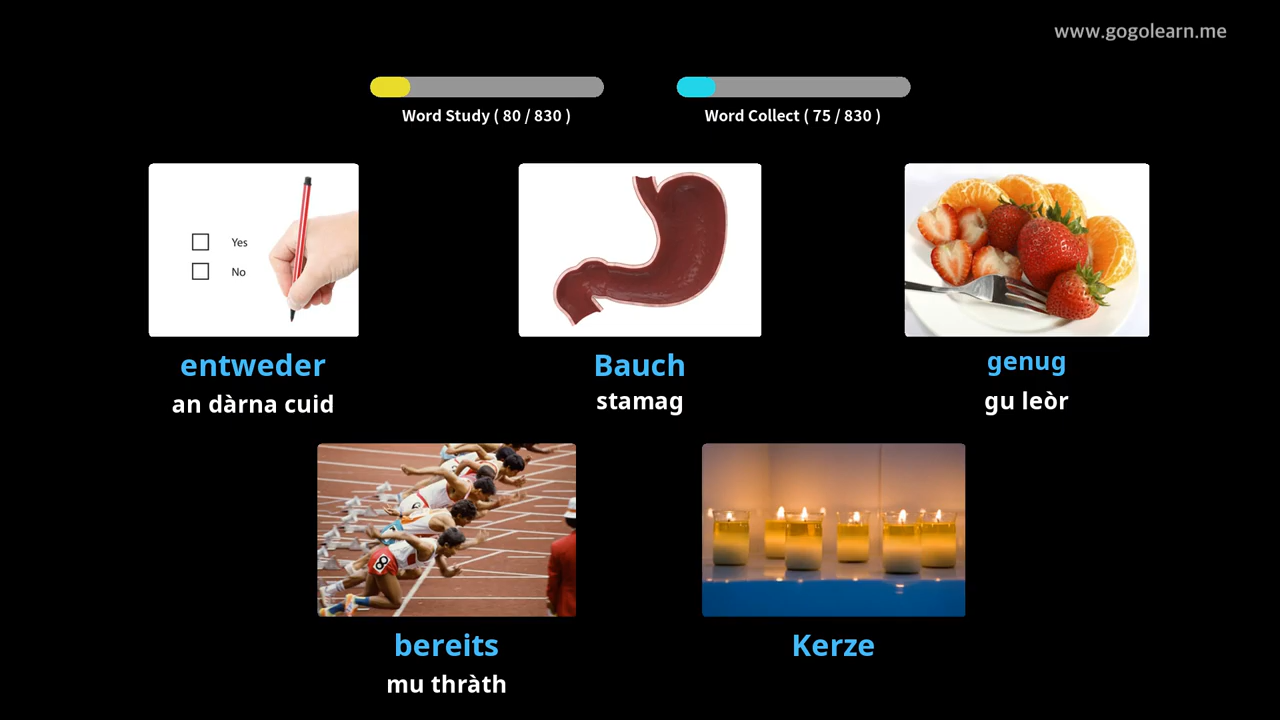 www.gogolearn.me
Word Study ( 80 / 830 )
Word Collect ( 75 / 830 )
Yes
No
entweder
an dàrna cuid
Bauch
stamag
genug
gu leòr
8
bereits
mu thràth
Kerze